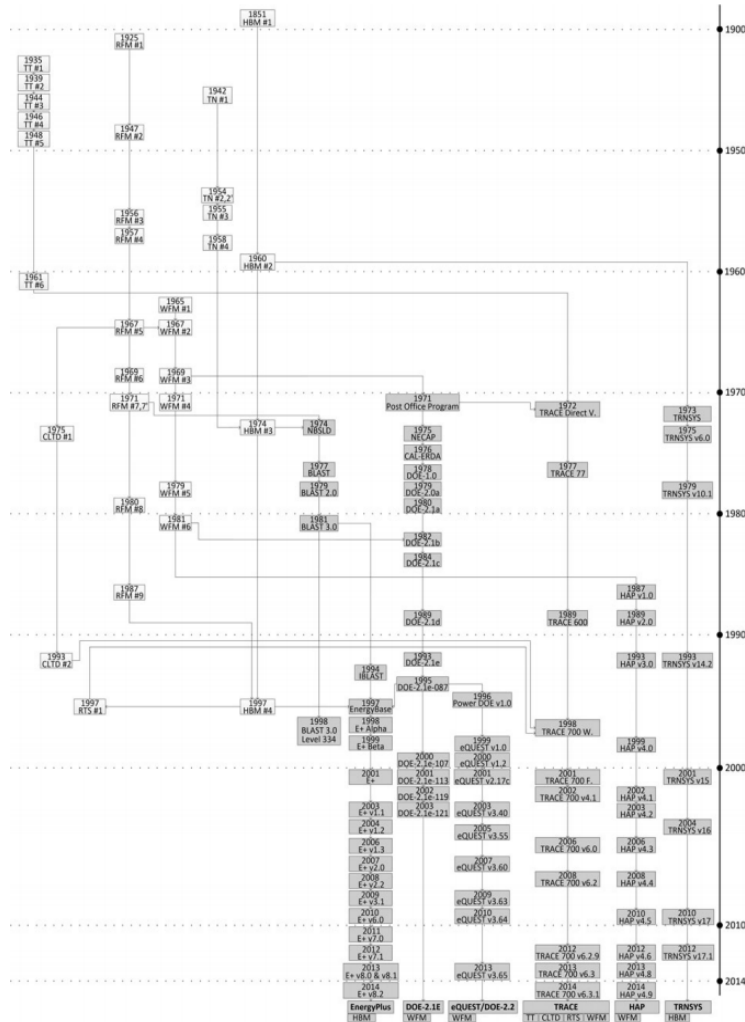 1851
HBM #1
1900
1925
RFM #1
1935
TT #1
1939
TT #2
1944
TT #3
1946
TT #4
1948
TT #5
1942
TN #1
1947
RFM #2
1950
1954
TN #2,2'
1955
TN #3
1958
TN #4
1956
RFM #3
1957
RFM #4
1960
HBM #2
1960
1961
TT #6
1965
WFM #1
1967
RFM #5
1967
WFM #2
1969
RFM #6
1969
WFM #3
1970
1971
RFM #7,7'
1971
WFM #4
1971
Post Office Program
1972
TRACE Direct V.
1973
TRNSYS
1975
CLTD #1
1974
HBM #3
1974
NBSLD
1975
NECAP
1975
TRNSYS v6.0
1976
CAL-ERDA
1977
BLAST
1978
DOE-1.0
1977
TRACE 77
1979
WFM #5
1979
BLAST 2.0
1979
DOE-2.0a
1979
TRNSYS v10.1
1980
RFM #8
1980
DOE-2.1a
1980
1981
WFM #6
1981
BLAST 3.0
1982
DOE-2.1b
1984
DOE-2.1c
1987
RFM #9
1987
HAP v1.0
1989
DOE-2.1d
1989
TRACE 600
1989
HAP v2.0
1990
1993
CLTD #2
1993
DOE-2.1e
1993
HAP v3.0
1993
TRNSYS v14.2
1994
IBLAST
1995
DOE-2.1e-087
1996
Power DOE v1.0
1997
RTS #1
1997
HBM #4
1997
EnergyBase
1998
BLAST 3.0
Level 334
1998
E+ Alpha
1998
TRACE 700 W.
1999
E+ Beta
1999
eQUEST v1.0
1999
HAP v4.0
2000
DOE-2.1e-107
2000
eQUEST v1.2
2000
2001
E+
2001
DOE-2.1e-113
2001
eQUEST v2.17c
2001
TRACE 700 F.
2001
TRNSYS v15
2002
DOE-2.1e-119
2002
TRACE 700 v4.1
2002
HAP v4.1
2003
E+ v1.1
2003
DOE-2.1e-121
2003
eQUEST v3.40
2003
HAP v4.2
2004
E+ v1.2
2005
eQUEST v3.55
2004
TRNSYS v16
2006
E+ v1.3
2006
TRACE 700 v6.0
2006
HAP v4.3
2007
E+ v2.0
2007
eQUEST v3.60
2008
E+ v2.2
2008
TRACE 700 v6.2
2008
HAP v4.4
2009
E+ v3.1
2009
eQUEST v3.63
2010
E+ v6.0
2010
eQUEST v3.64
2010
HAP v4.5
2010
TRNSYS v17
2010
2011
E+ v7.0
2012
E+ v7.1
2012
TRACE 700 v6.2.9
2012
HAP v4.6
2012
TRNSYS v17.1
2013
E+ v8.0 & v8.1
2013
eQUEST v3.65
2013
TRACE 700 v6.3
2013
HAP v4.8
2014
E+ v8.2
2014
TRACE 700 v6.3.1
2014
HAP v4.9
2014
EnergyPlus DOE-2.1E eQUEST/DOE-2.2 TRACE HAP TRNSYS
HBM WFM WFM TT CLTD RTS WFM WFM HBM